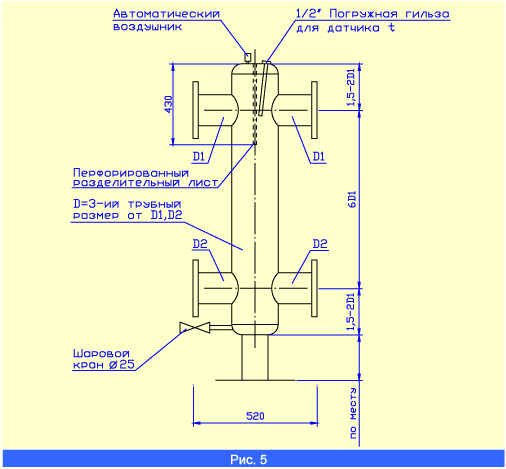 Автоматический
воздушник
1/2" Погружная гильза
для датчика t
430
1,5-2D1
D1
D1
Перфорированный
разделительный лист
6D1
D=3-ий трубный
размер от D1,D2
D2
D2
1,5-2D1
Шаровой
кран Ø25
по месту
520
Рис. 5